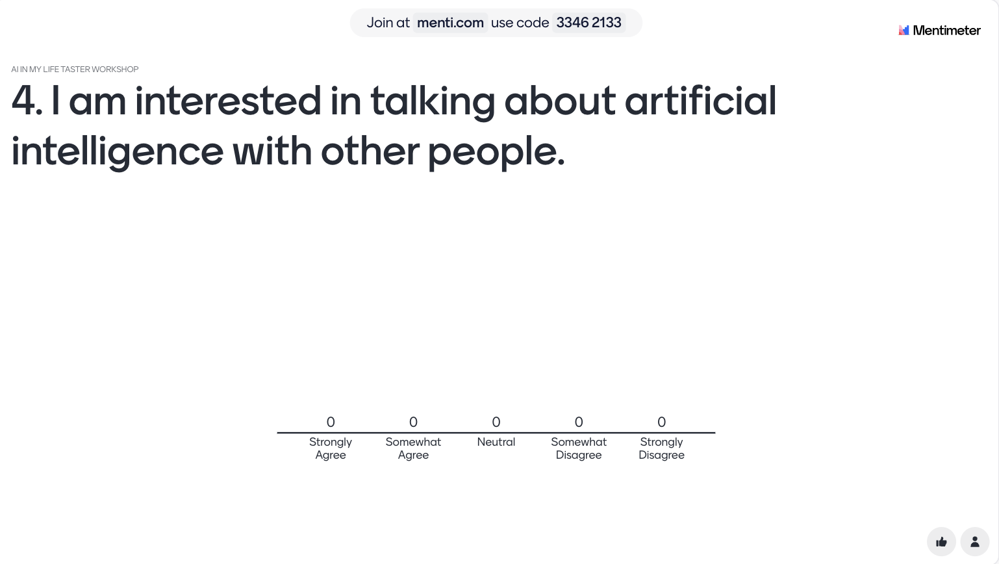 Join at menti.com use code 3346 2133
Mentimeter
AI IN MY LIFE TASTER WORKSHOP
4. I am interested in talking about artificial
intelligence with other people.
0 0 0 0 0
Strongly Agree
Somewhat Agree
Neutral
Somewhat Disagree
Strongly Disagree